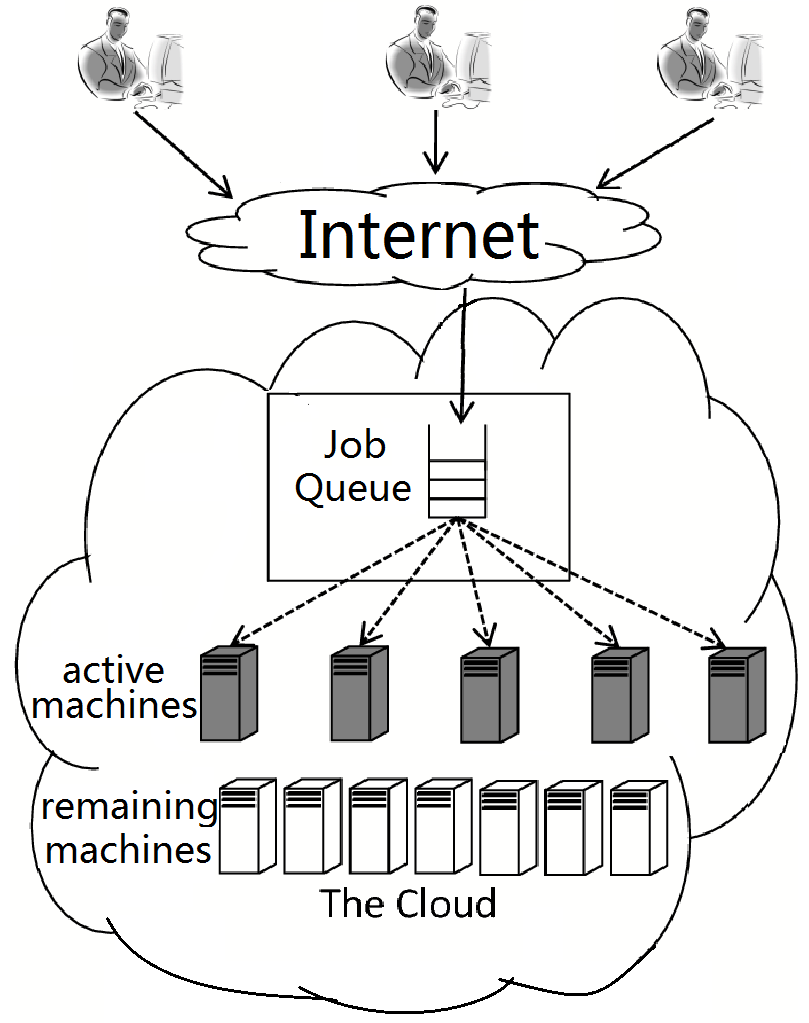 Internet
Job
Queue
active
machines
remaining
machines
The Cloud